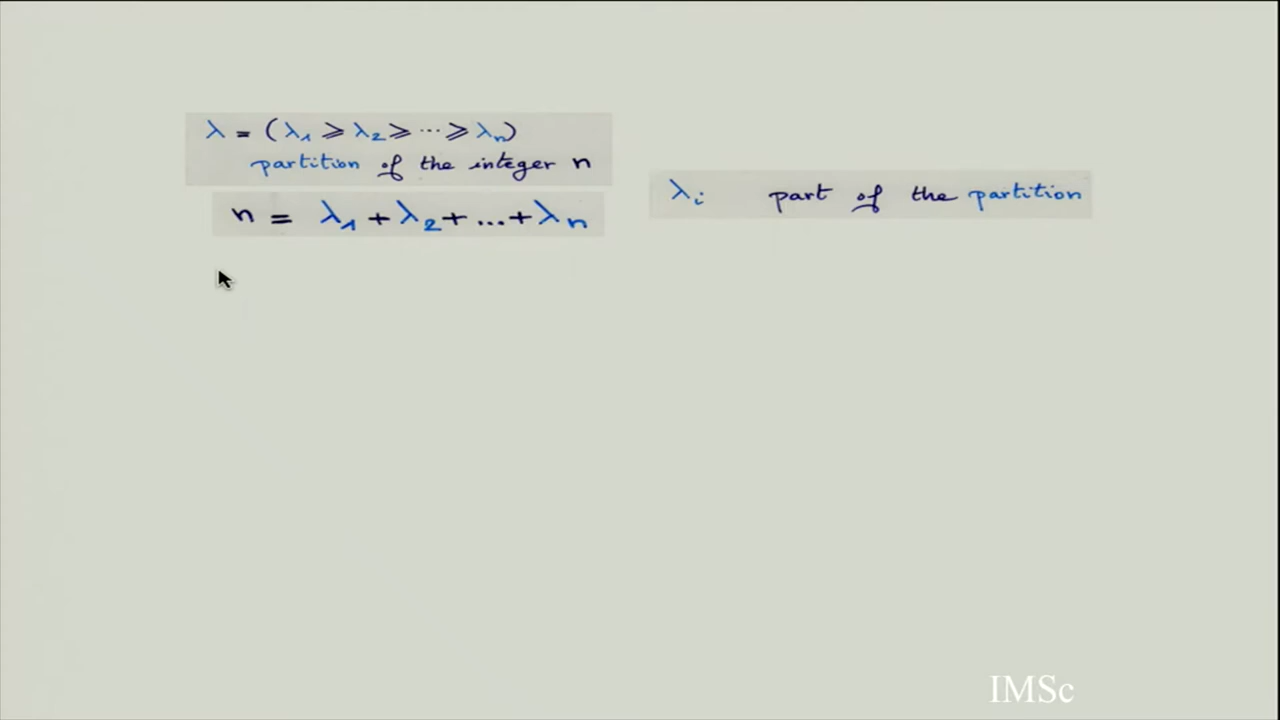 λ = (λ₁ ⩾ λ₂ ⩾ ⋯ ⩾ λₙ)
partition of the integer n
n = λ₁ + λ₂ + ... + λₙ
λᵢ part of the partition
IMSc